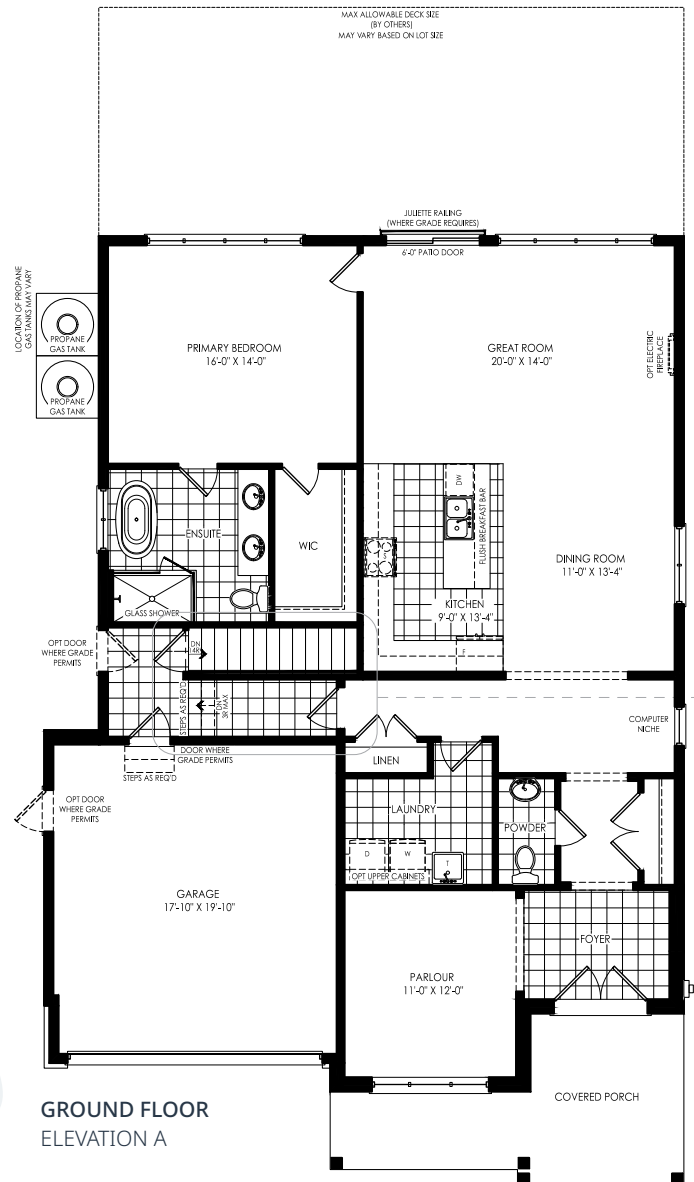 MAX ALLOWABLE DECK SIZE
(BY OTHERS)
MAY VARY BASED ON LOT SIZE
JULIETTE RAILING
(WHERE GRADE REQUIRES)
6'-0" PATIO DOOR
LOCATION OF PROPANE
GAS TANKS MAY VARY
PROPANE
GAS TANK
PROPANE
GAS TANK
PRIMARY BEDROOM
16'-0" X 14'-0"
GREAT ROOM
20'-0" X 14'-0"
OPT ELECTRIC
FIREPLACE
ENSUITE
WIC
DW
FLUSH BREAKFAST BAR
S
DINING ROOM
11'-0" X 13'-4"
KITCHEN
9'-0" X 13'-4"
F
GLASS SHOWER
OPT DOOR
WHERE GRADE
PERMITS
DN
14R
STEPS AS REQ'D
DN
3R MAX
COMPUTER
NICHE
DOOR WHERE
GRADE PERMITS
STEPS AS REQ'D
LINEN
OPT DOOR
WHERE GRADE
PERMITS
LAUNDRY
POWDER
D
W
T
OPT UPPER CABINETS
GARAGE
17'-10" X 19'-10"
FOYER
PARLOUR
11'-0" X 12'-0"
COVERED PORCH
GROUND FLOOR
ELEVATION A